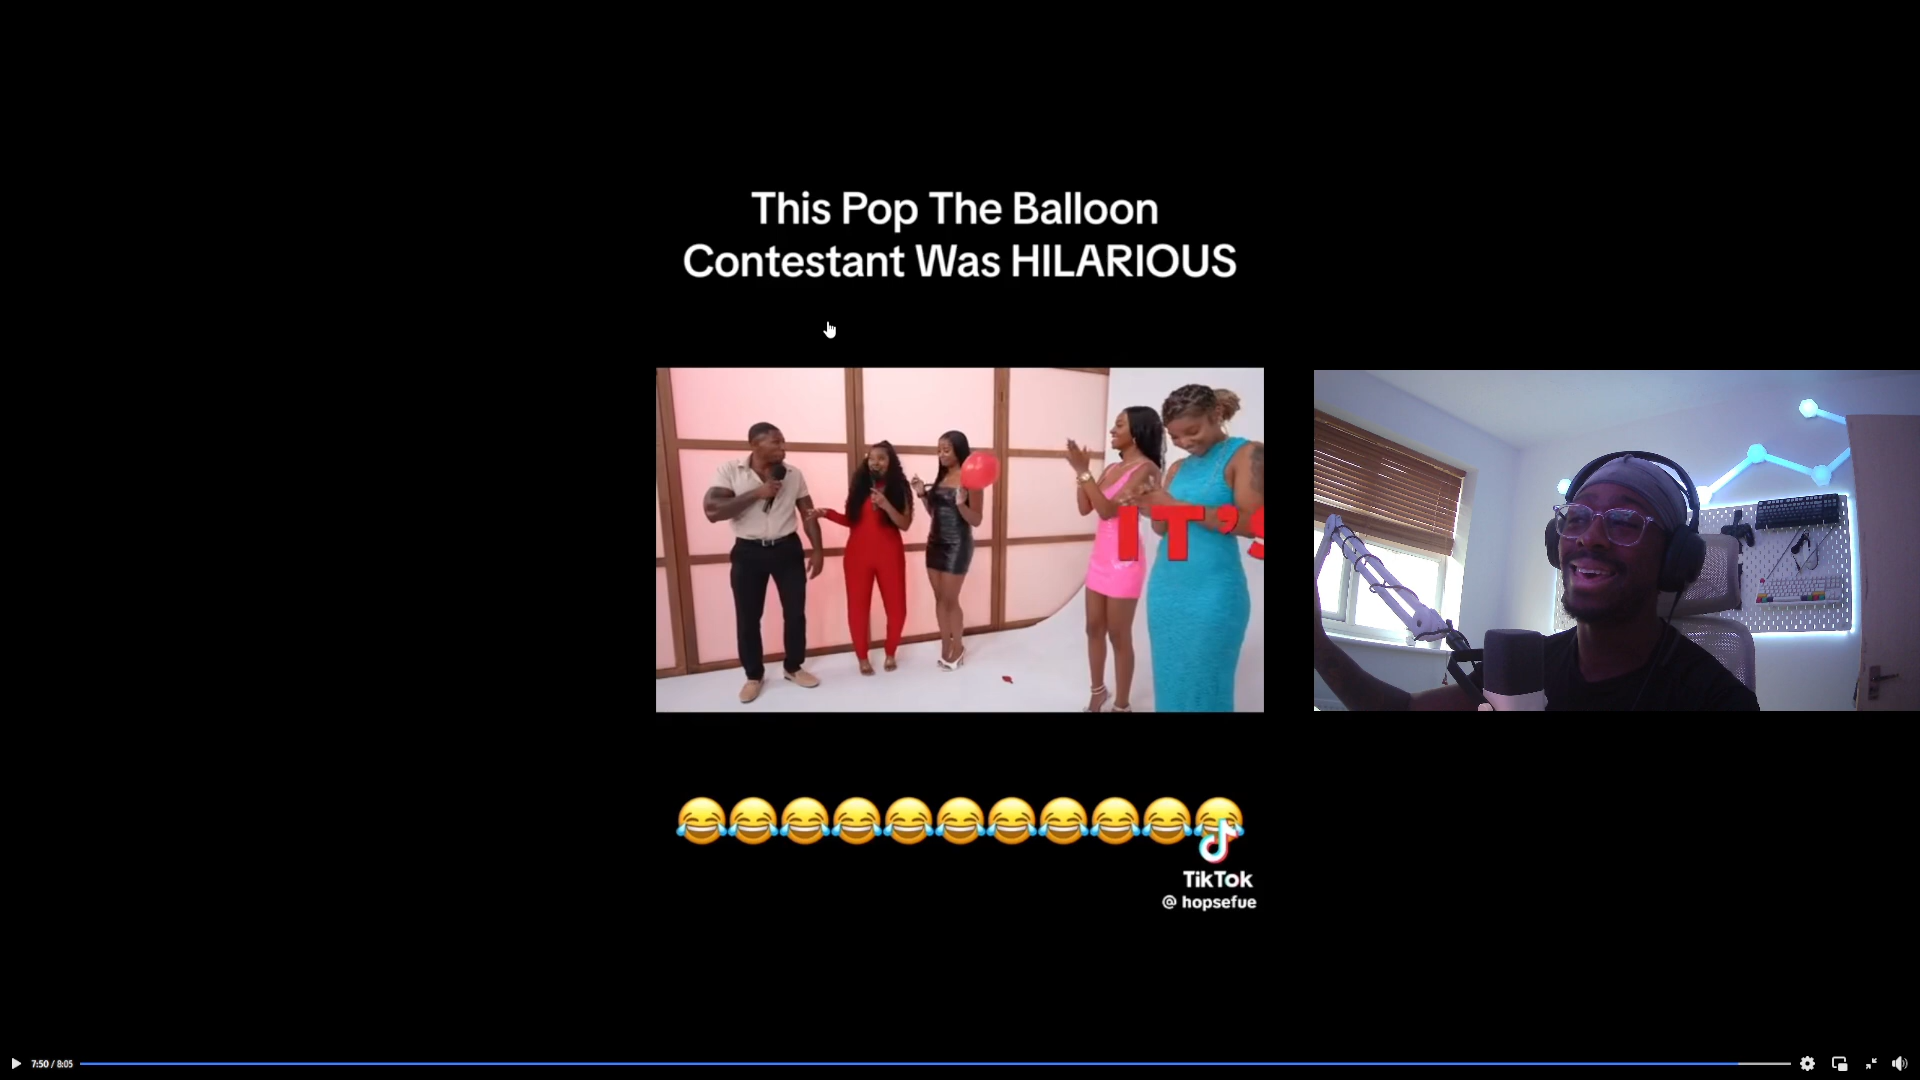 This Pop The Balloon
Contestant Was HILARIOUS
IT'S
😂😂😂😂😂😂😂😂😂😂😂
TikTok
@ hopsefue
7:50 / 8:05